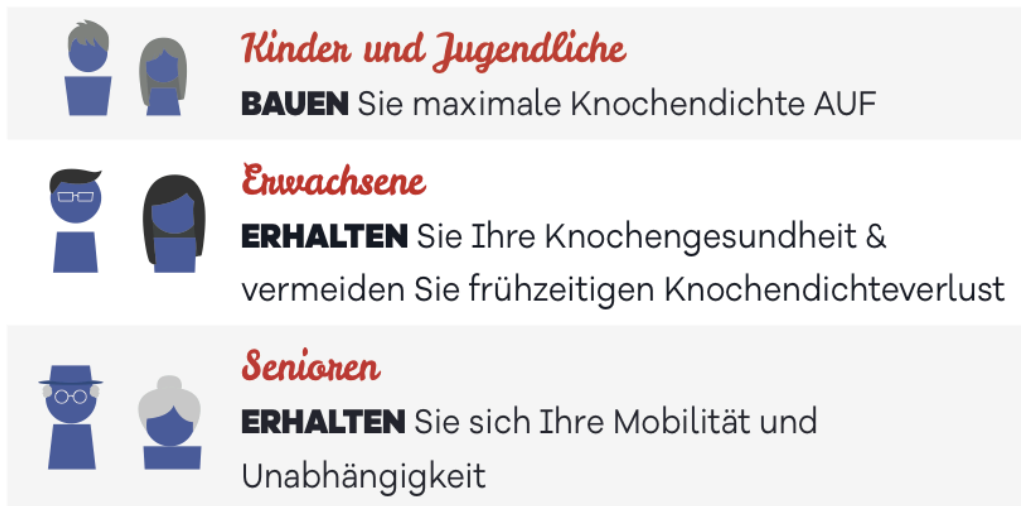 Kinder und Jugendliche
BAUEN Sie maximale Knochendichte AUF
Erwachsene
ERHALTEN Sie Ihre Knochengesundheit &
vermeiden Sie frühzeitigen Knochendichteverlust
Senioren
ERHALTEN Sie sich Ihre Mobilität und
Unabhängigkeit